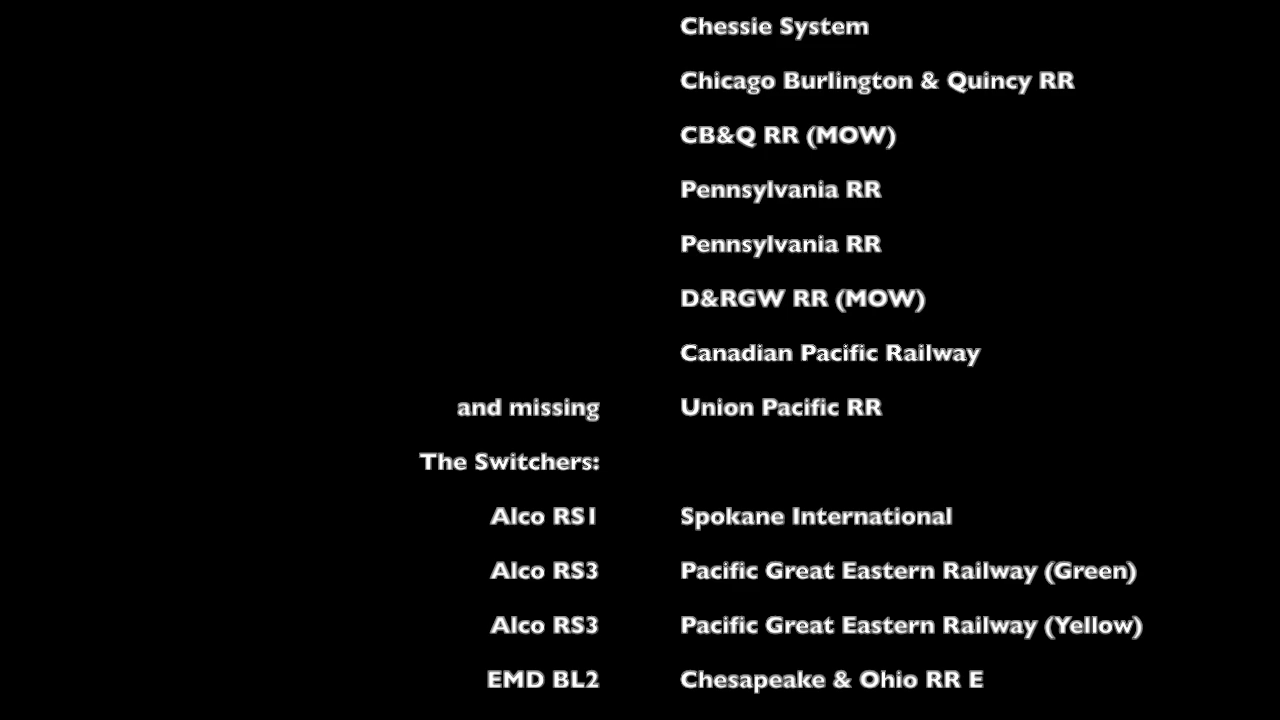 Chessie System
Chicago Burlington & Quincy RR
CB&Q RR (MOW)
Pennsylvania RR
Pennsylvania RR
D&RGW RR (MOW)
Canadian Pacific Railway
and missing Union Pacific RR
The Switchers:
Alco RS1 Spokane International
Alco RS3 Pacific Great Eastern Railway (Green)
Alco RS3 Pacific Great Eastern Railway (Yellow)
EMD BL2 Chesapeake & Ohio RR E